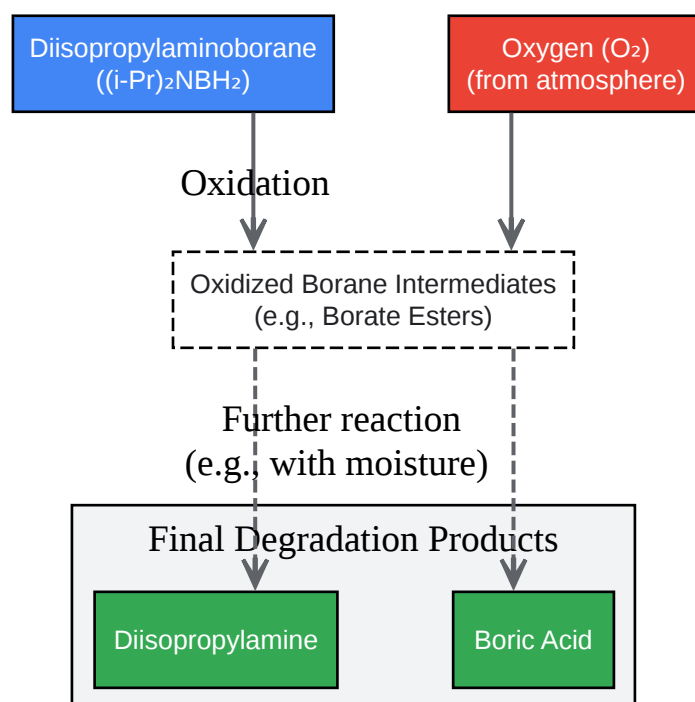 Diisopropylaminoborane
((i-Pr)₂NBH₂)
Oxygen (O₂)
(from atmosphere)
Oxidation
Oxidized Borane Intermediates
(e.g., Borate Esters)
Further reaction
(e.g., with moisture)
Final Degradation Products
Diisopropylamine
Boric Acid